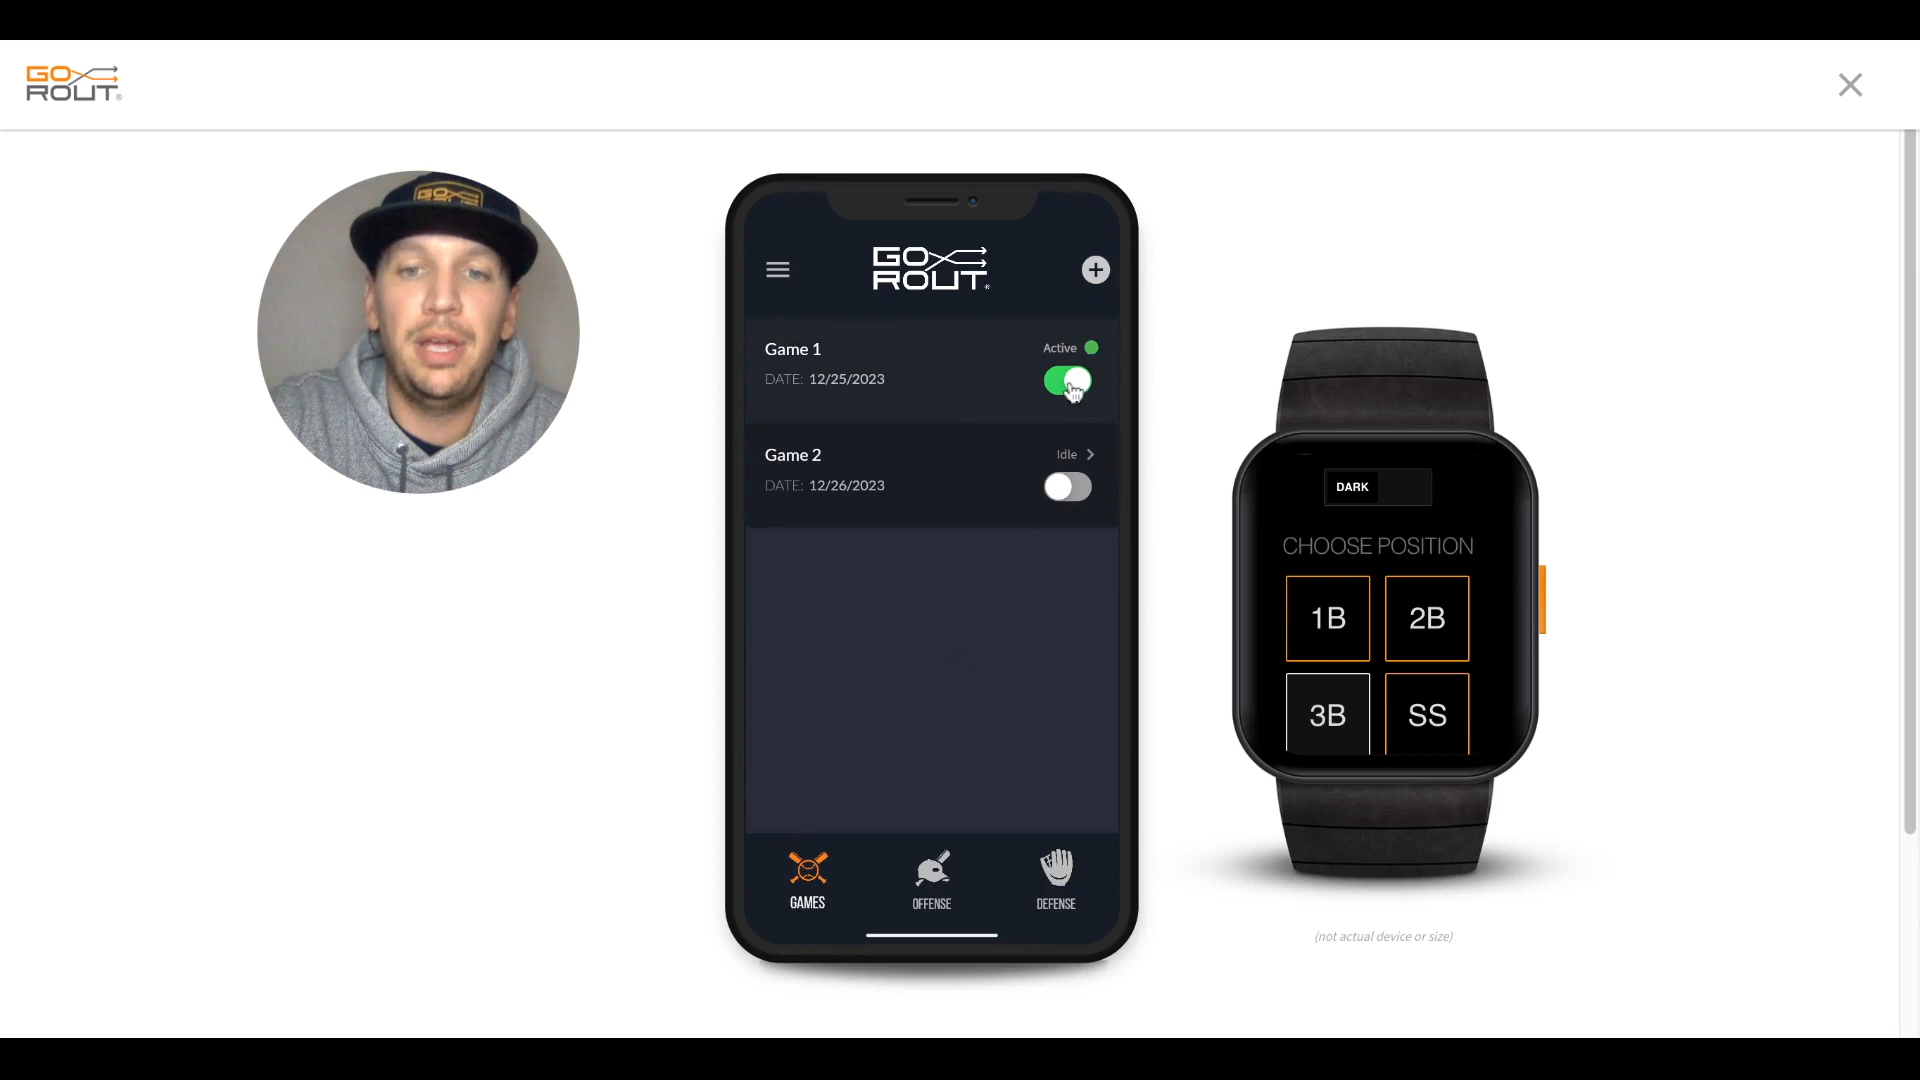 GO ROUT®
GO
GO
ROUT®
Game 1
Active
DATE: 12/25/2023
Game 2
Idle
DATE: 12/26/2023
GAMES
OFFENSE
DEFENSE
DARK
CHOOSE POSITION
1B
2B
3B
SS
(not actual device or size)